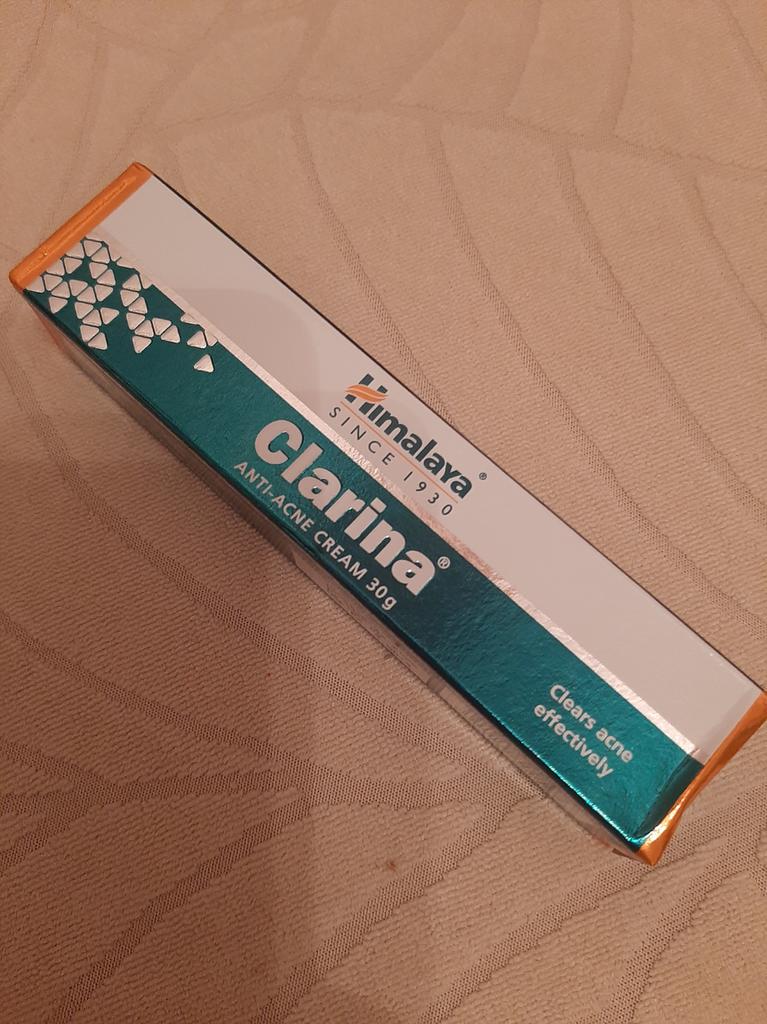 Himalaya®
SINCE 1930
Clarina®
ANTI-ACNE CREAM 30g
Clears acne
effectively